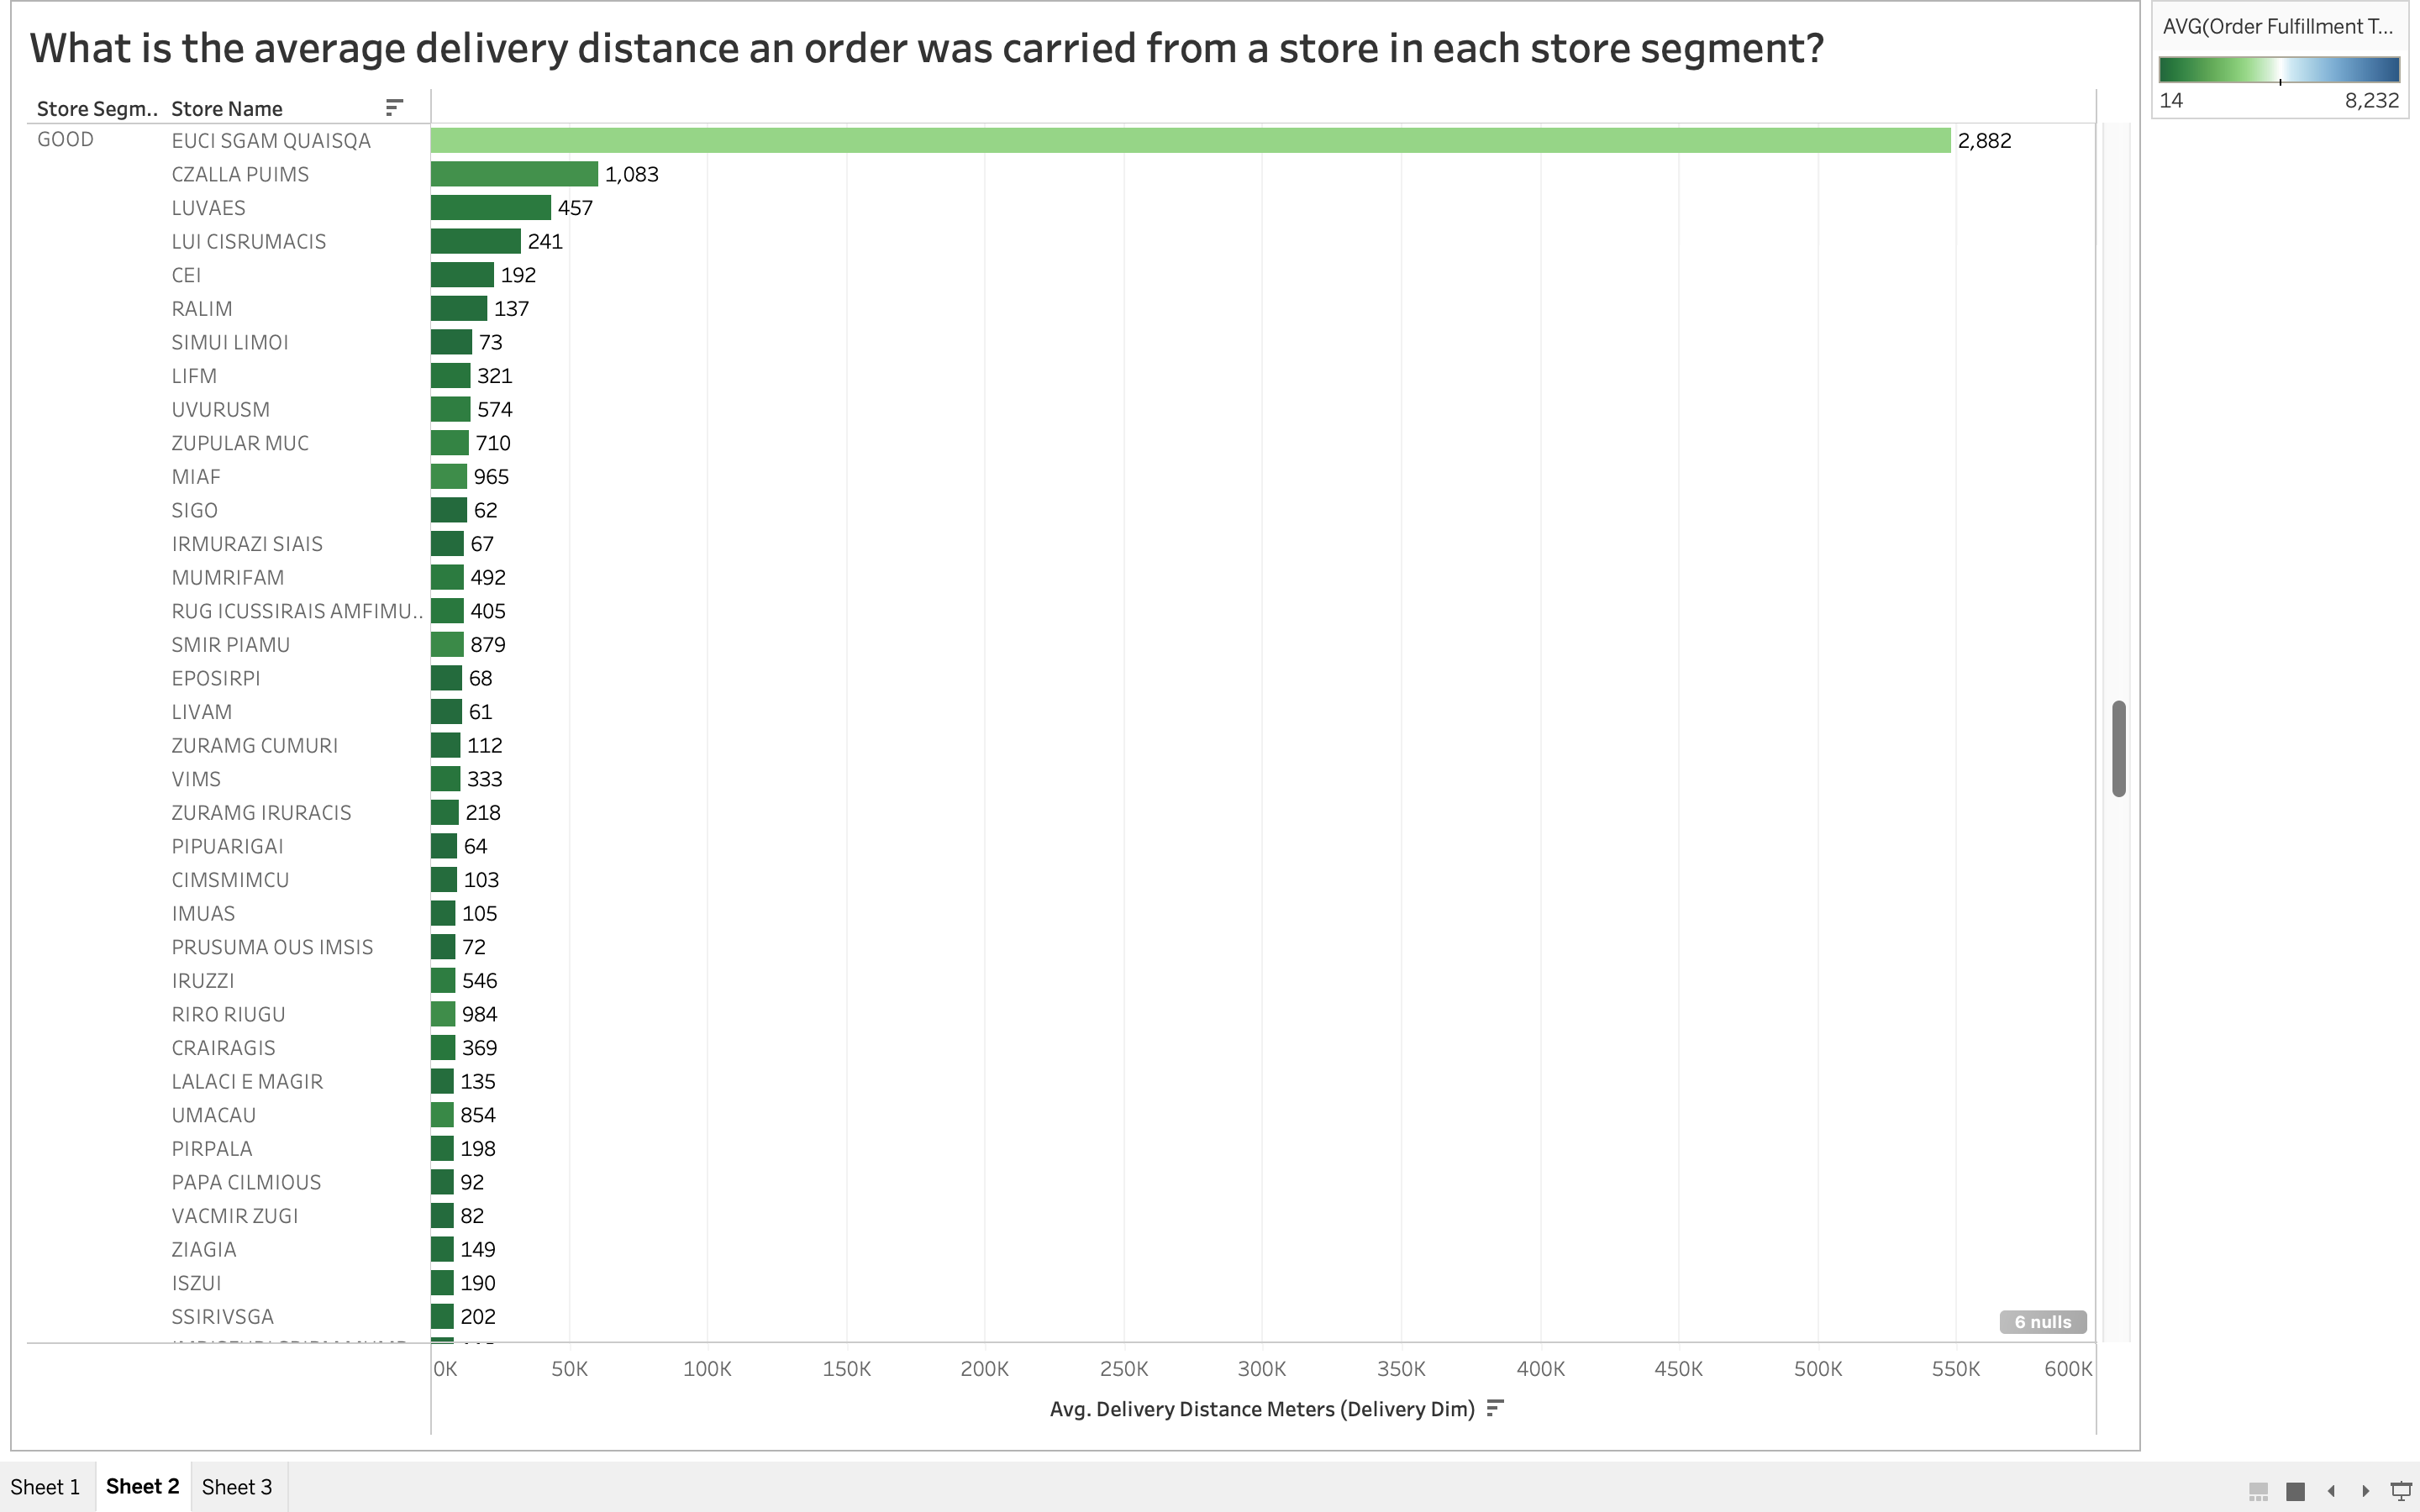 What is the average delivery distance an order was carried from a store in each store segment?
AVG(Order Fulfillment T...
14 8,232
Store Segm.. Store Name
GOOD EUCI SGAM QUAISQA 2,882
CZALLA PUIMS 1,083
LUVAES 457
LUI CISRUMACIS 241
CEI 192
RALIM 137
SIMUI LIMOI 73
LIFM 321
UVURUSM 574
ZUPULAR MUC 710
MIAF 965
SIGO 62
IRMURAZI SIAIS 67
MUMRIFAM 492
RUG ICUSSIRAIS AMFIMU.. 405
SMIR PIAMU 879
EPOSIRPI 68
LIVAM 61
ZURAMG CUMURI 112
VIMS 333
ZURAMG IRURACIS 218
PIPUARIGAI 64
CIMSMIMCU 103
IMUAS 105
PRUSUMA OUS IMSIS 72
IRUZZI 546
RIRO RIUGU 984
CRAIRAGIS 369
LALACI E MAGIR 135
UMACAU 854
PIRPALA 198
PAPA CILMIOUS 92
VACMIR ZUGI 82
ZIAGIA 149
ISZUI 190
SSIRIVSGA 202
6 nulls
0K 50K 100K 150K 200K 250K 300K 350K 400K 450K 500K 550K 600K
Avg. Delivery Distance Meters (Delivery Dim)
Sheet 1 Sheet 2 Sheet 3